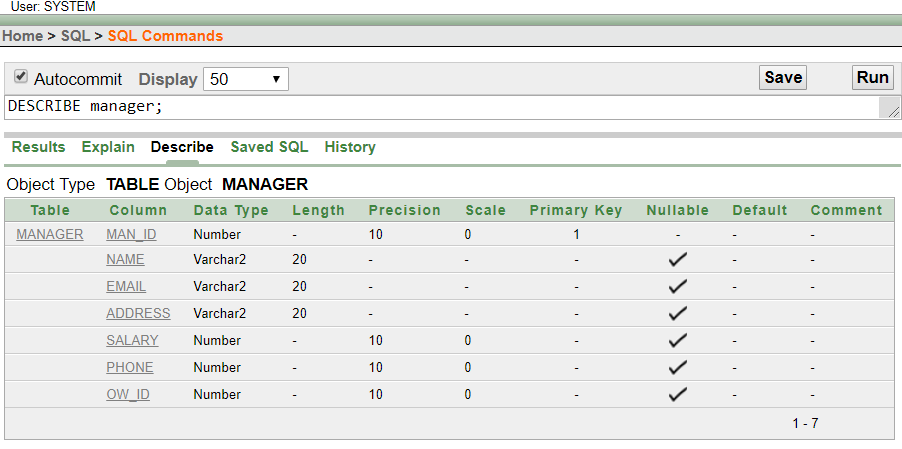 User: SYSTEM
Home > SQL > SQL Commands
Autocommit Display 50 Save Run
DESCRIBE manager;
Results Explain Describe Saved SQL History
Object Type TABLE Object MANAGER
Table Column Data Type Length Precision Scale Primary Key Nullable Default Comment
MANAGER MAN_ID Number - 10 0 1 - - -
NAME Varchar2 20 - - - - -
EMAIL Varchar2 20 - - - - -
ADDRESS Varchar2 20 - - - - -
SALARY Number - 10 0 - - -
PHONE Number - 10 0 - - -
OW_ID Number - 10 0 - - -
1 - 7